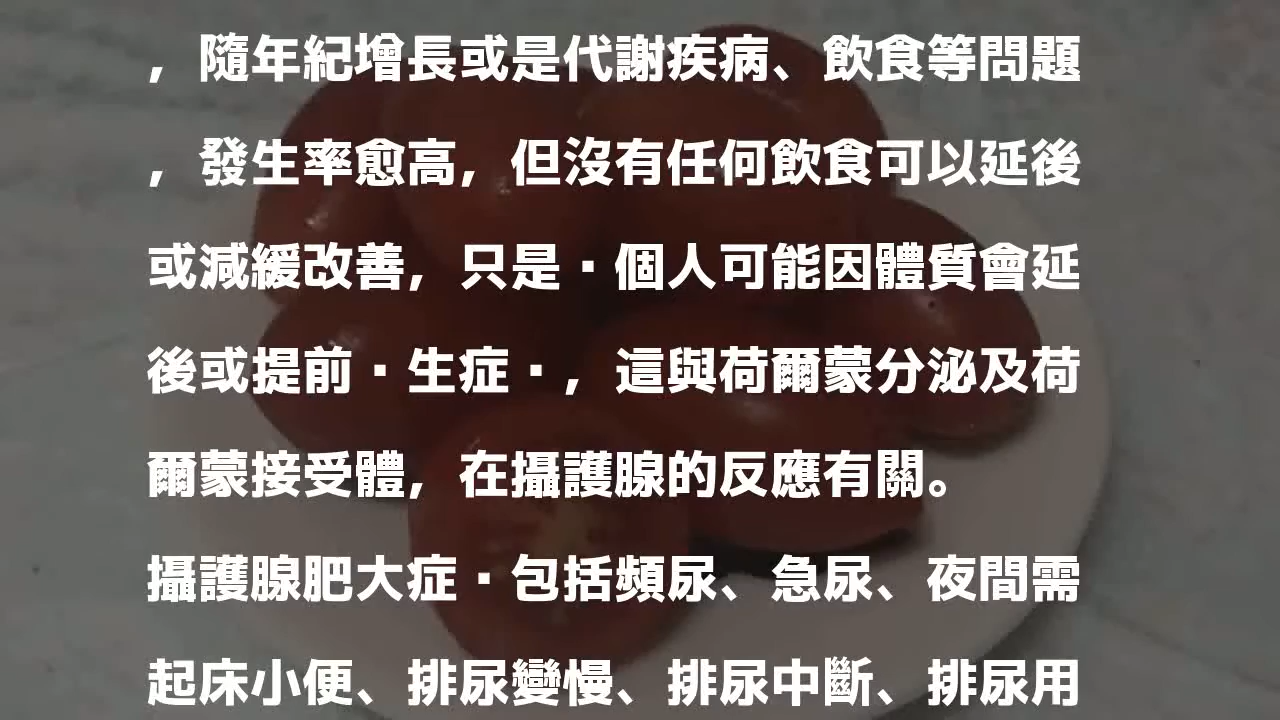 ，隨年紀增長或是代謝疾病、飲食等問題
，發生率愈高，但沒有任何飲食可以延後
或減緩改善，只是▪個人可能因體質會延
後或提前▪生症▪，這與荷爾蒙分泌及荷
爾蒙接受體，在攝護腺的反應有關。
攝護腺肥大症▪包括頻尿、急尿、夜間需
起床小便、排尿變慢、排尿中斷、排尿用